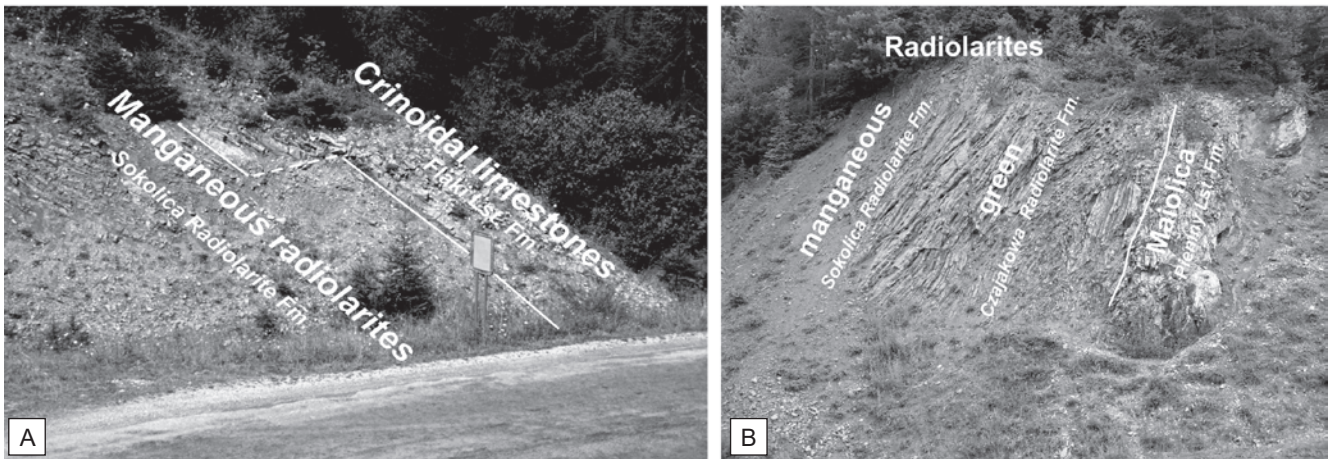 Crinoidal limestones
Flaki Lst. Fm.
Manganeous radiolarites
Sokolica Radiolarite Fm.
A
Radiolarites
manganeous
Sokolica Radiolarite Fm.
green
Czajakowa Radiolarite Fm.
Maiolica
Pieniny Lst. Fm.
B